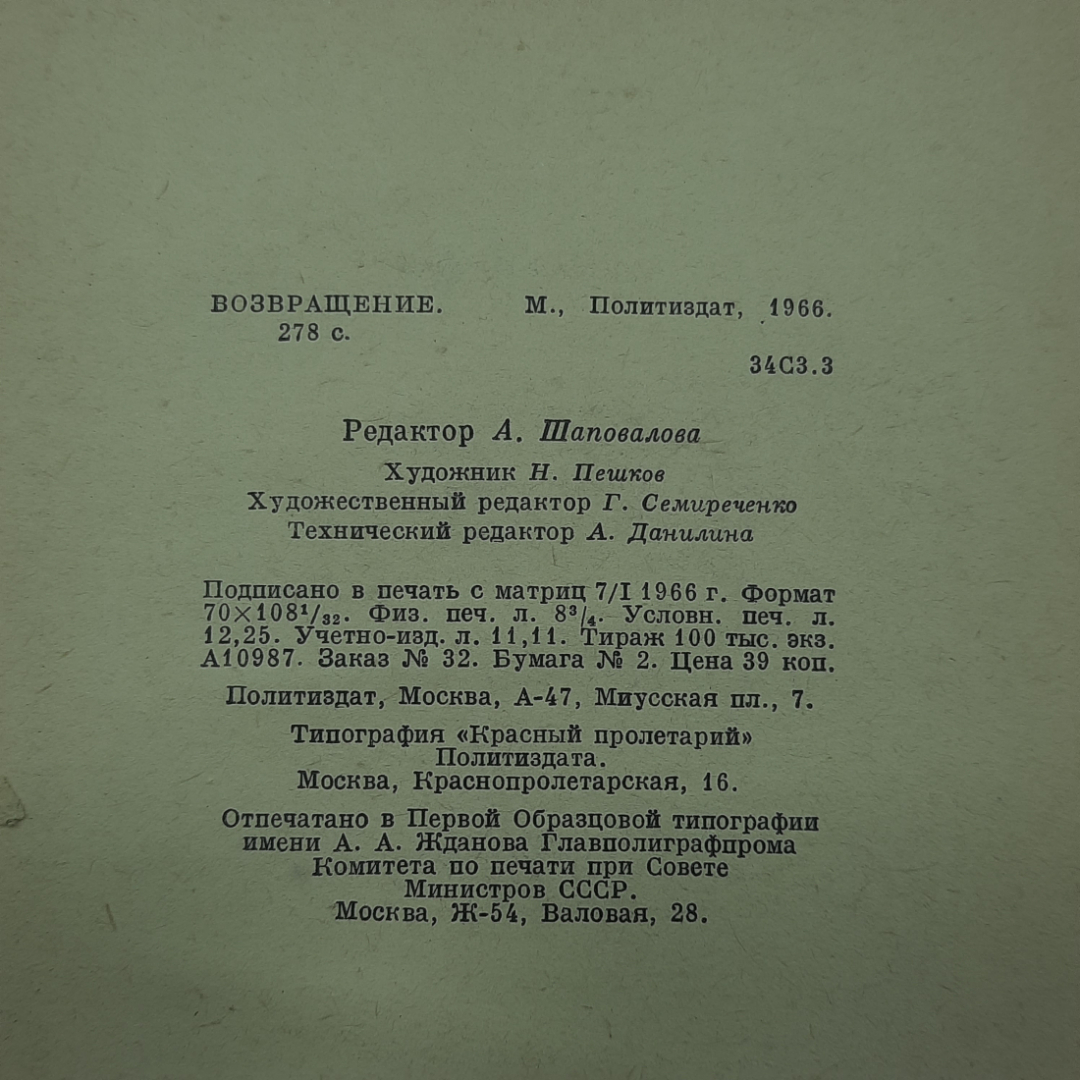 ВОЗВРАЩЕНИЕ. М., Политиздат, 1966.
278 с.
34С3.3
Редактор А. Шаповалова
Художник Н. Пешков
Художественный редактор Г. Семиреченко
Технический редактор А. Данилина
Подписано в печать с матриц 7/I 1966 г. Формат
70×108¹/₃₂. Физ. печ. л. 8³/₄. Условн. печ. л.
12,25. Учетно-изд. л. 11,11. Тираж 100 тыс. экз.
А10987. Заказ № 32. Бумага № 2. Цена 39 коп.
Политиздат, Москва, А-47, Миусская пл., 7.
Типография «Красный пролетарий»
Политиздата.
Москва, Краснопролетарская, 16.
Отпечатано в Первой Образцовой типографии
имени А. А. Жданова Главполиграфпрома
Комитета по печати при Совете
Министров СССР.
Москва, Ж-54, Валовая, 28.